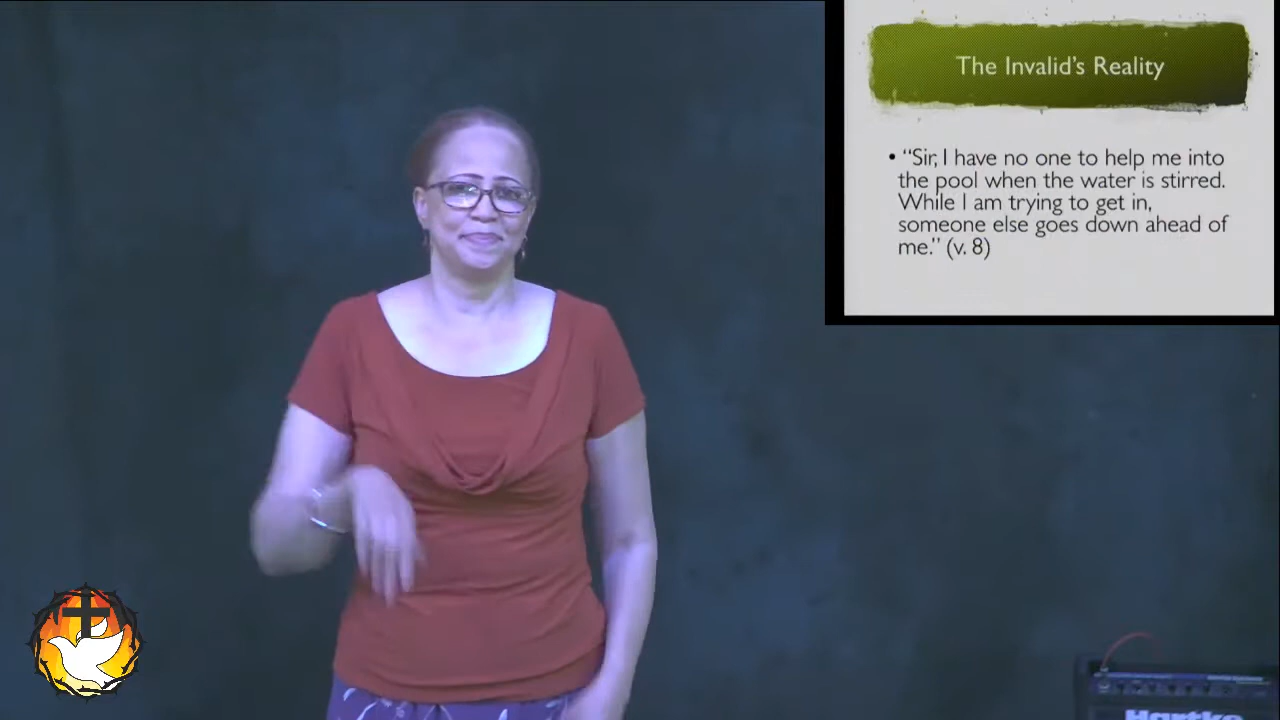 The Invalid's Reality
• “Sir, I have no one to help me into
the pool when the water is stirred.
While I am trying to get in,
someone else goes down ahead of
me.” (v. 8)
Hartke